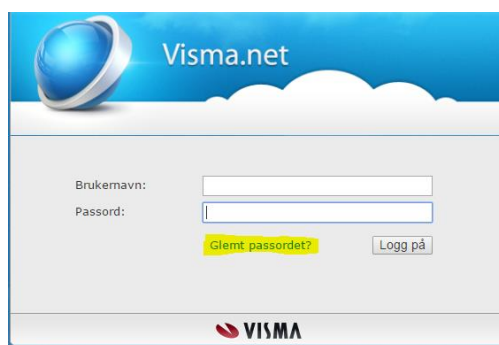 Visma.net
Brukernavn:
Passord:
Glemt passordet? Logg på
VISMA